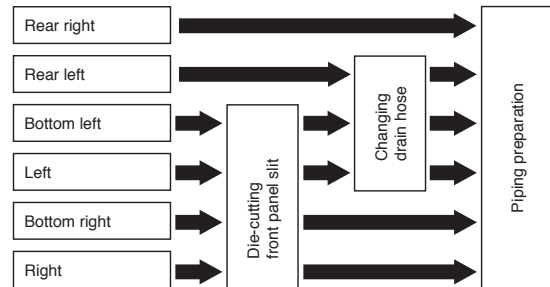 Rear right
Rear left
Bottom left
Left
Bottom right
Right
Die-cutting
front panel slit
Changing
drain hose
Piping preparation